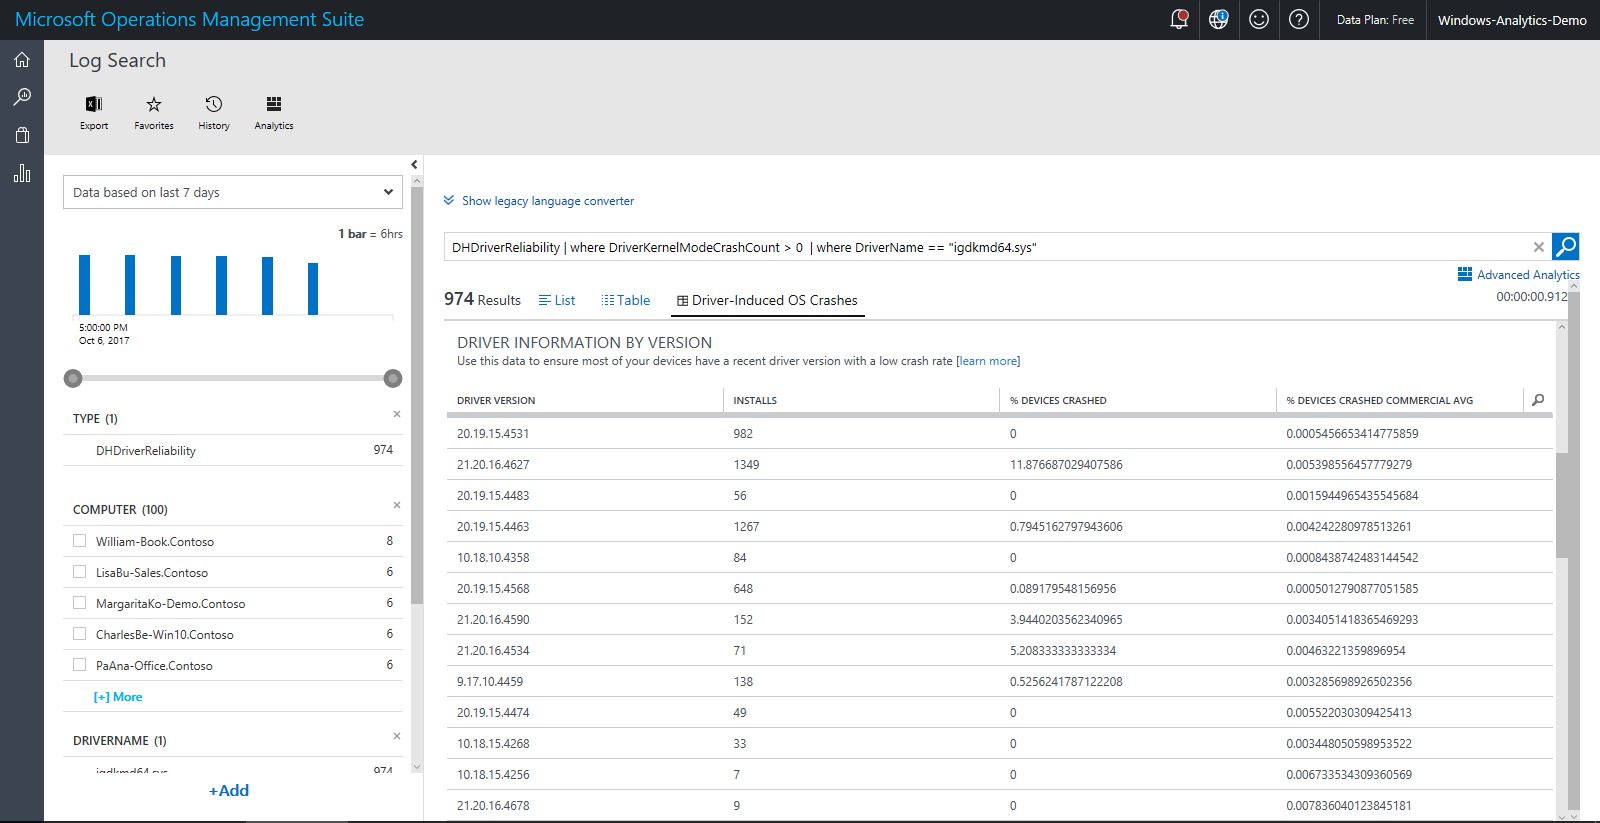 Microsoft Operations Management Suite
Data Plan: Free
Windows-Analytics-Demo
Log Search
Export
Favorites
History
Analytics
Data based on last 7 days
1 bar = 6hrs
5:00:00 PM
Oct 6, 2017
TYPE (1)
DHDriverReliability 974
COMPUTER (100)
William-Book.Contoso 8
LisaBu-Sales.Contoso 6
MargaritaKo-Demo.Contoso 6
CharlesBe-Win10.Contoso 6
PaAna-Office.Contoso 6
[+] More
DRIVERNAME (1)
igdkmd64.sys 974
+Add
Show legacy language converter
DHDriverReliability | where DriverKernelModeCrashCount > 0 | where DriverName == "igdkmd64.sys"
Advanced Analytics
974 Results List Table Driver-Induced OS Crashes
00:00:00.912
DRIVER INFORMATION BY VERSION
Use this data to ensure most of your devices have a recent driver version with a low crash rate [learn more]
DRIVER VERSION INSTALLS % DEVICES CRASHED % DEVICES CRASHED COMMERCIAL AVG
20.19.15.4531 982 0 0.0005456653414775859
21.20.16.4627 1349 11.876687029407586 0.005398556457779279
20.19.15.4483 56 0 0.0015944965435545684
20.19.15.4463 1267 0.7945162797943606 0.004242280978513261
10.18.10.4358 84 0 0.0008438742483144542
20.19.15.4568 648 0.089179548156956 0.0005012790877051585
21.20.16.4590 152 3.9440203562340965 0.0034051418365469293
21.20.16.4534 71 5.208333333333334 0.00463221359896954
9.17.10.4459 138 0.5256241787122208 0.003285698926502356
20.19.15.4474 49 0 0.005522030309425413
10.18.15.4268 33 0 0.003448050598953522
10.18.15.4256 7 0 0.006733534309360569
21.20.16.4678 9 0 0.007836040123845181